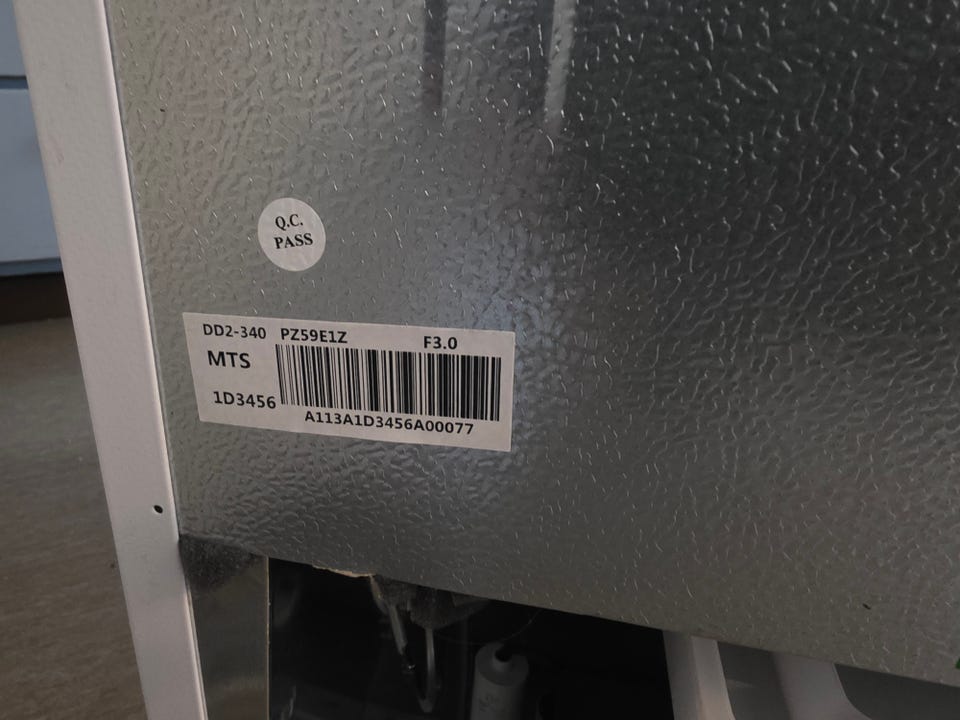 Q.C.
PASS
DD2-340 PZ59E1Z F3.0
MTS
1D3456
A113A1D3456A00077